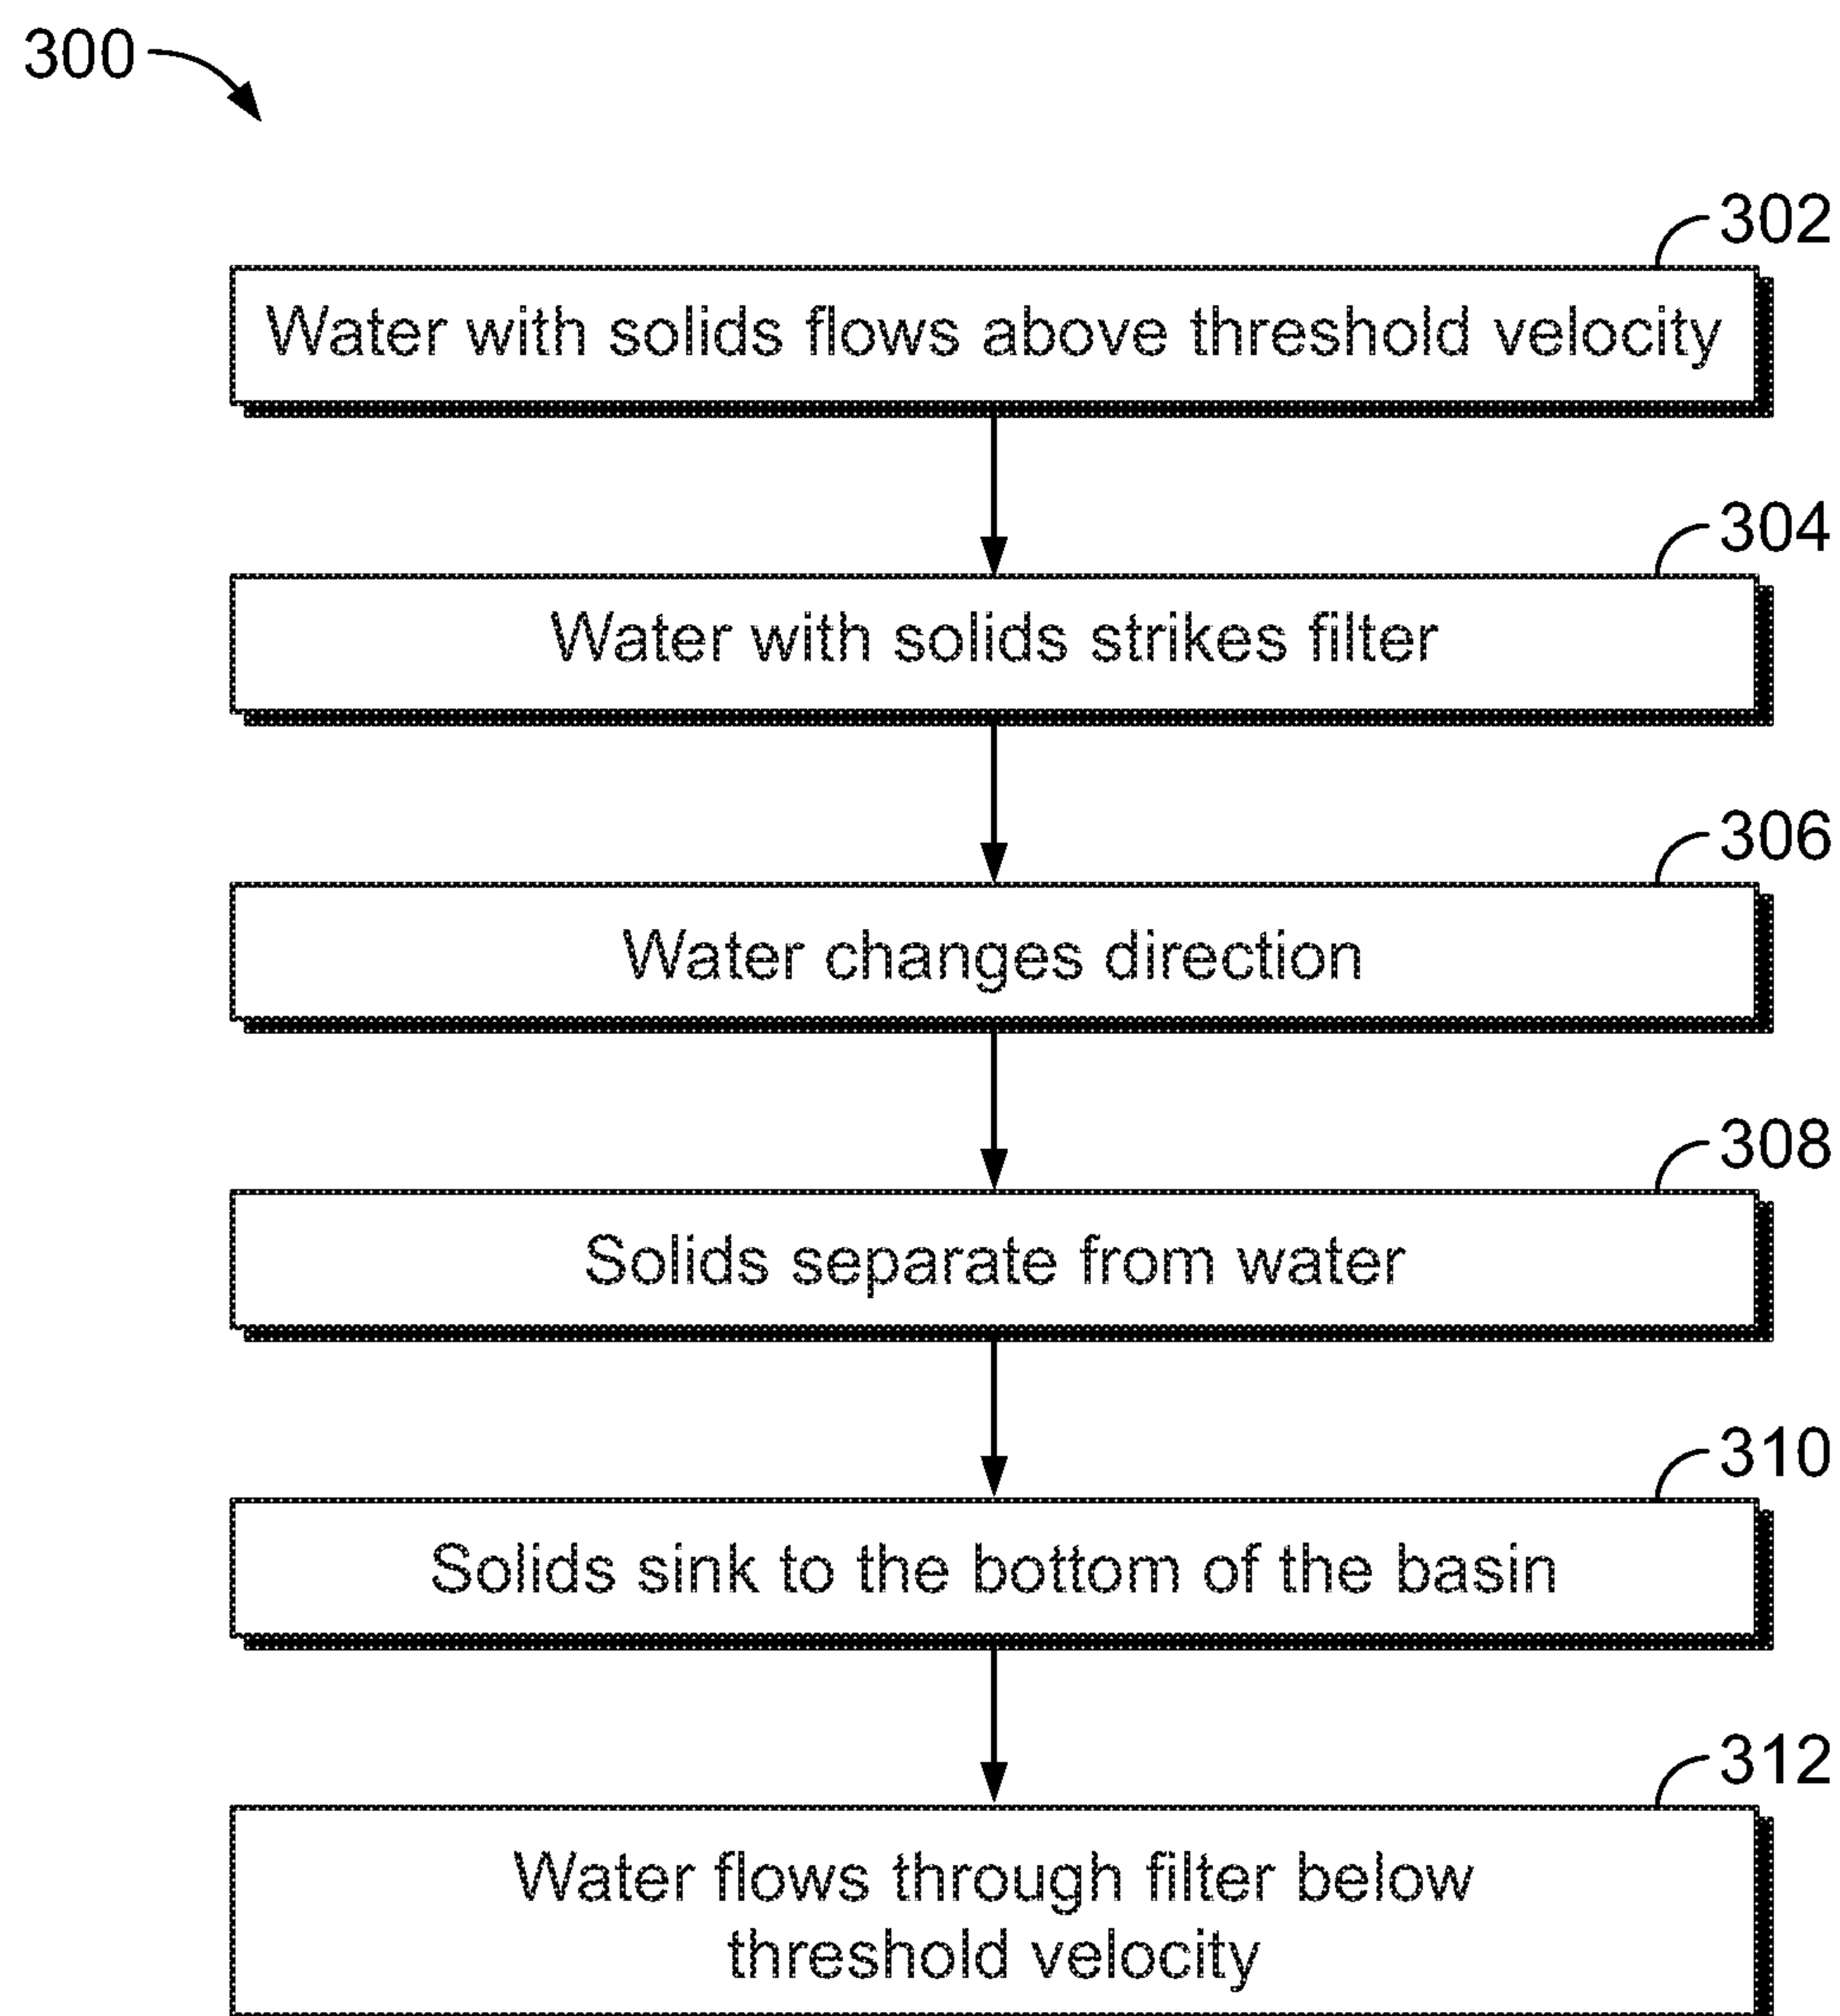 300
302
Water with solids flows above threshold velocity
304
Water with solids strikes filter
306
Water changes direction
308
Solids separate from water
310
Solids sink to the bottom of the basin
312
Water flows through filter below
threshold velocity